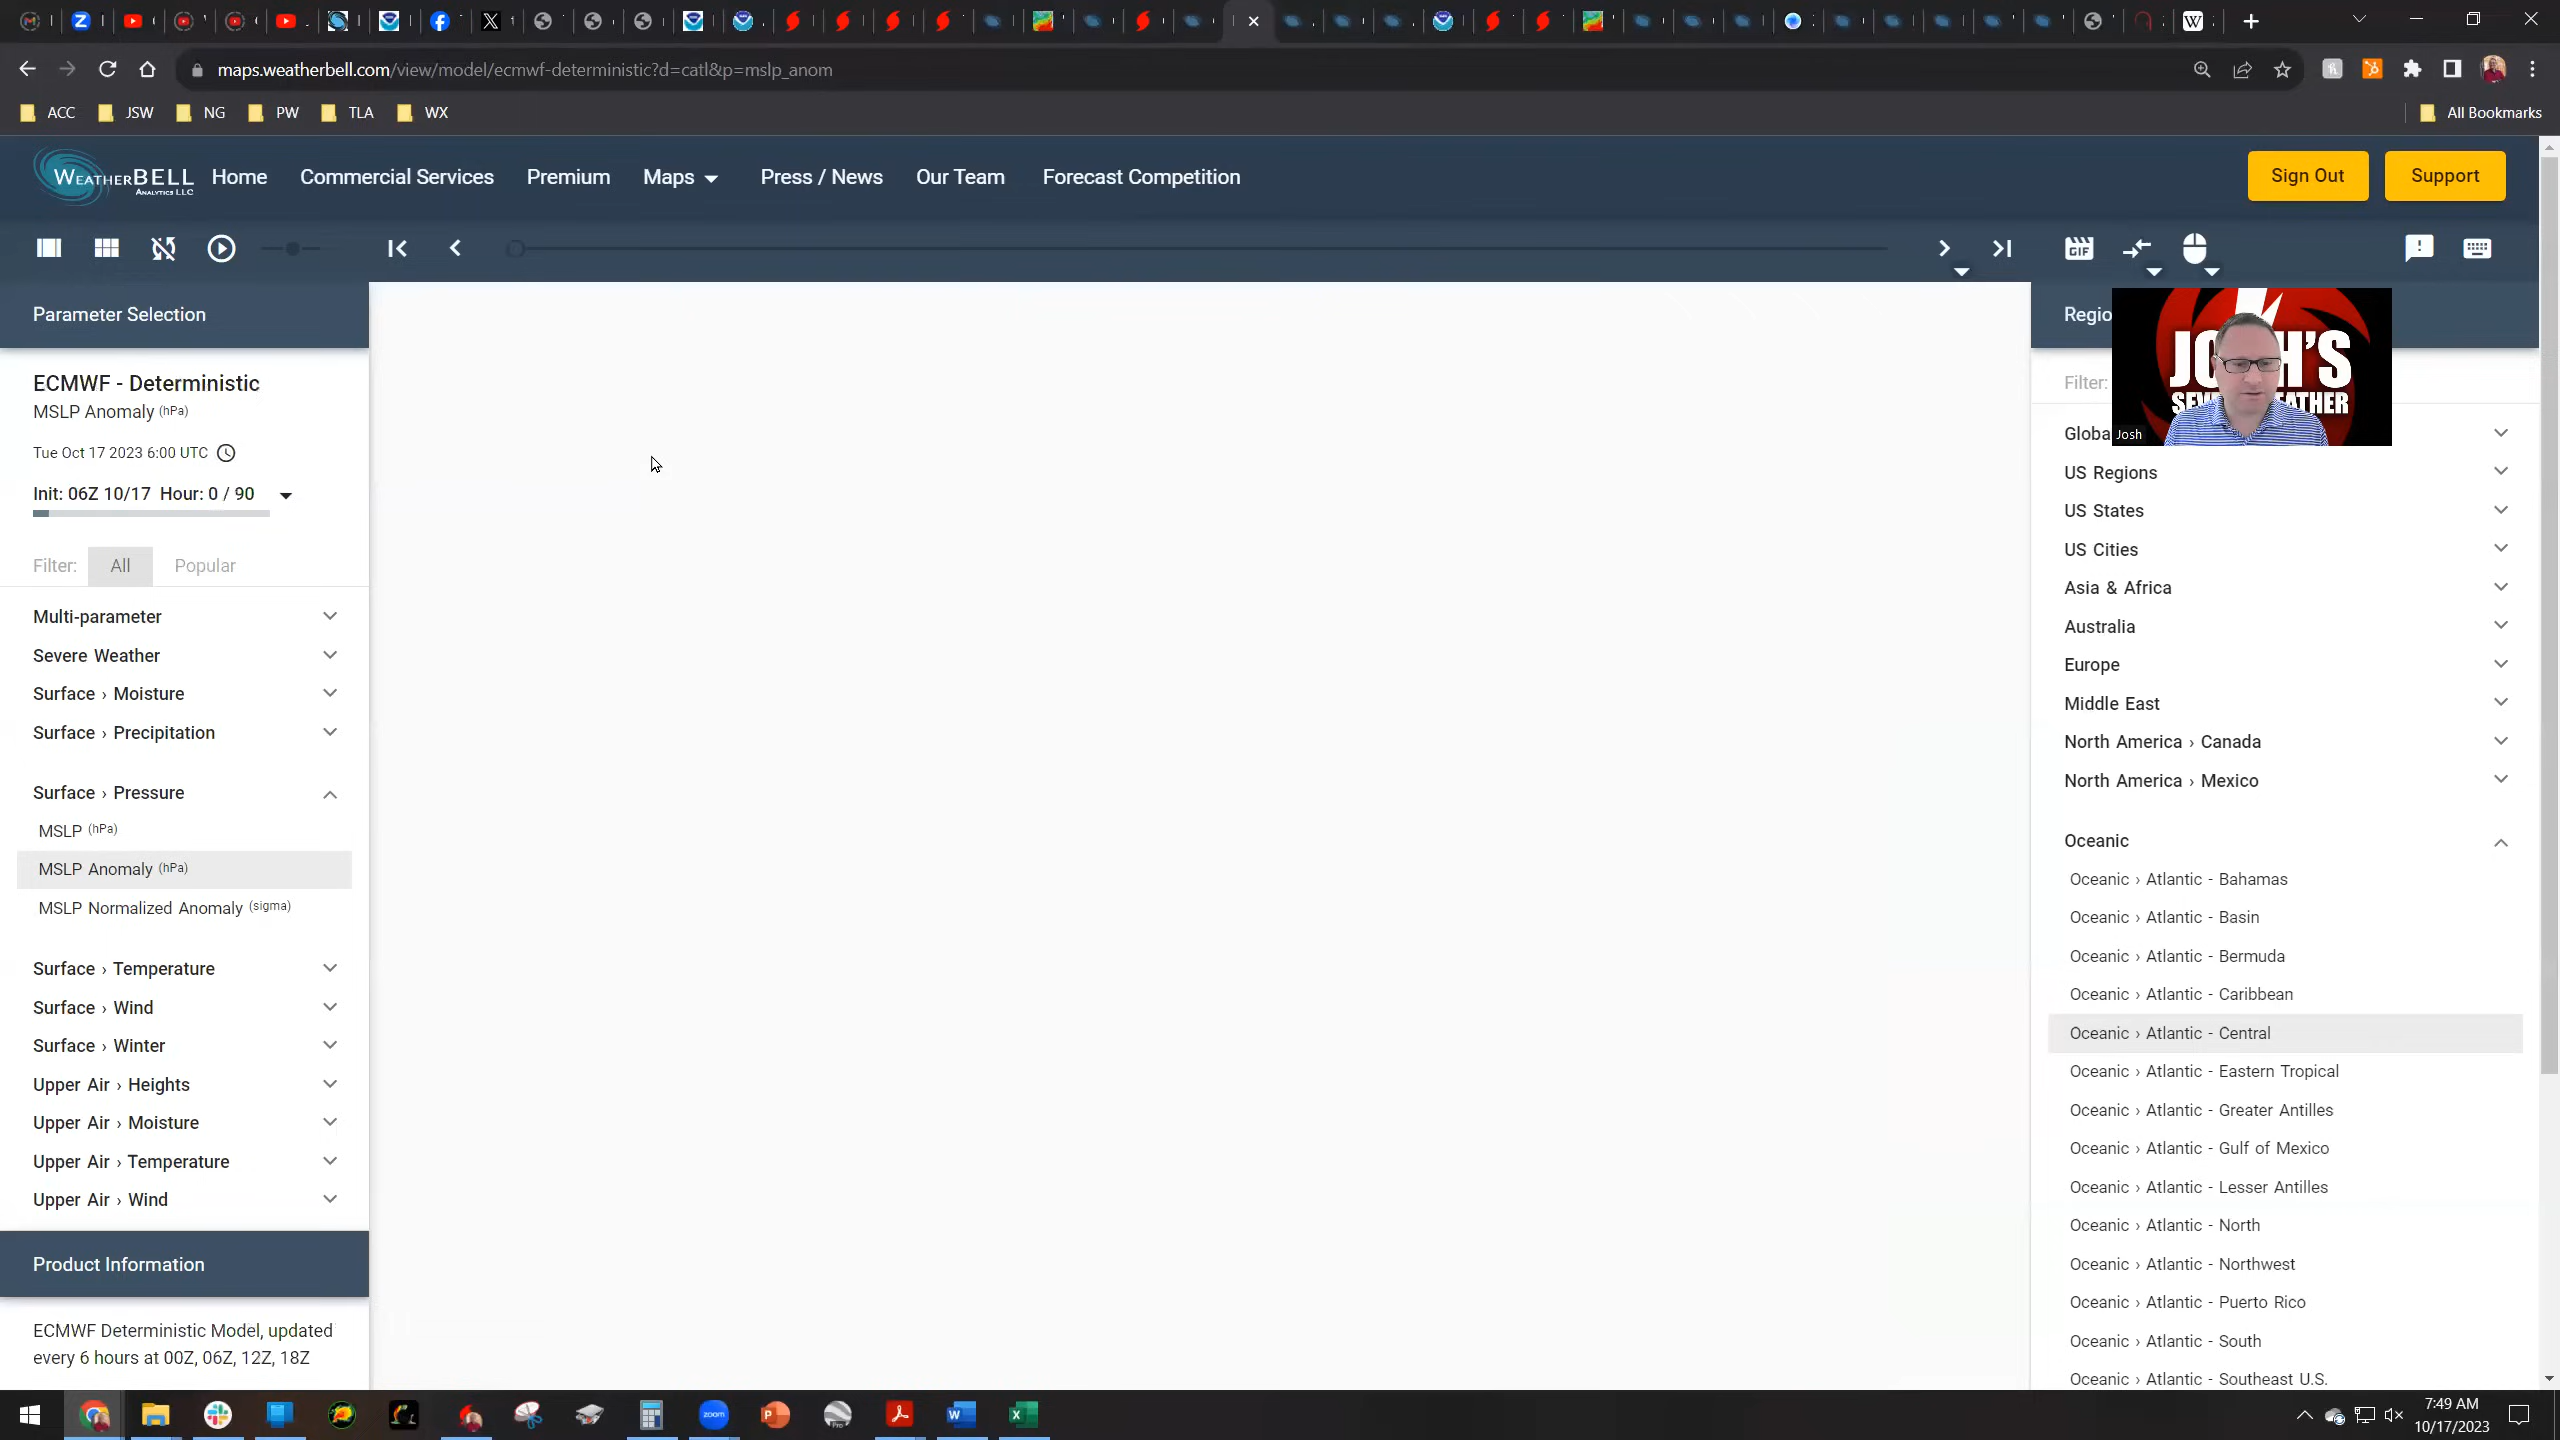 maps.weatherbell.com/view/model/ecmwf-deterministic?d=catl&p=mslp_anom
ACC JSW NG PW TLA WX All Bookmarks
WEATHERBELL ANALYTICS LLC Home Commercial Services Premium Maps Press / News Our Team Forecast Competition Sign Out Support
GIF
Parameter Selection
ECMWF - Deterministic
MSLP Anomaly (hPa)
Tue Oct 17 2023 6:00 UTC
Init: 06Z 10/17 Hour: 0 / 90
Filter: All Popular
Multi-parameter
Severe Weather
Surface › Moisture
Surface › Precipitation
Surface › Pressure
MSLP (hPa)
MSLP Anomaly (hPa)
MSLP Normalized Anomaly (sigma)
Surface › Temperature
Surface › Wind
Surface › Winter
Upper Air › Heights
Upper Air › Moisture
Upper Air › Temperature
Upper Air › Wind
Product Information
ECMWF Deterministic Model, updated
every 6 hours at 00Z, 06Z, 12Z, 18Z
Regio
Filter:
Josh
Globa
US Regions
US States
US Cities
Asia & Africa
Australia
Europe
Middle East
North America › Canada
North America › Mexico
Oceanic
Oceanic › Atlantic - Bahamas
Oceanic › Atlantic - Basin
Oceanic › Atlantic - Bermuda
Oceanic › Atlantic - Caribbean
Oceanic › Atlantic - Central
Oceanic › Atlantic - Eastern Tropical
Oceanic › Atlantic - Greater Antilles
Oceanic › Atlantic - Gulf of Mexico
Oceanic › Atlantic - Lesser Antilles
Oceanic › Atlantic - North
Oceanic › Atlantic - Northwest
Oceanic › Atlantic - Puerto Rico
Oceanic › Atlantic - South
Oceanic › Atlantic - Southeast U.S.
zoom
7:49 AM
10/17/2023